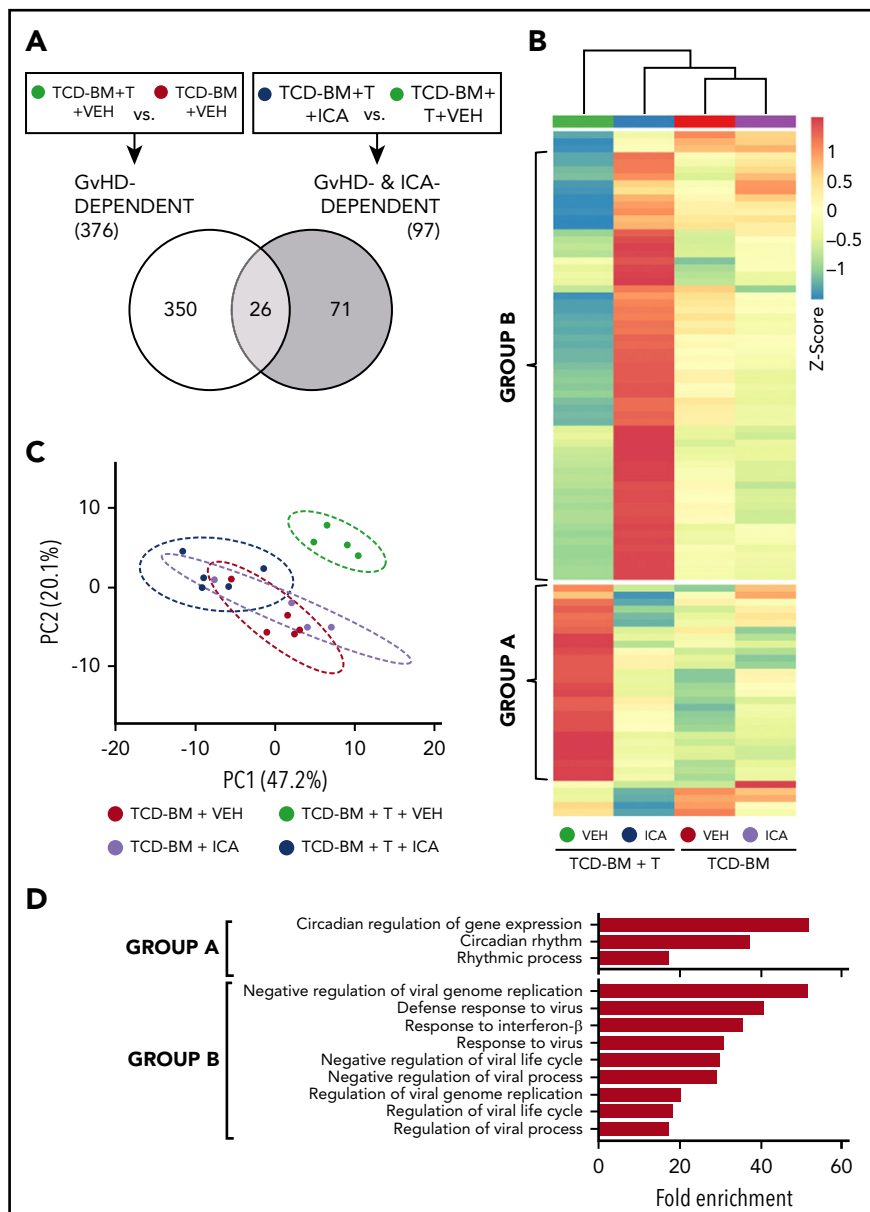 A
TCD-BM+T
+VEH
vs.
TCD-BM
+VEH
TCD-BM+T
+ICA
vs.
TCD-BM+
T+VEH
GvHD-
DEPENDENT
(376)
GvHD- & ICA-
DEPENDENT
(97)
350
26
71
B
1
0.5
0
−0.5
−1
Z-Score
GROUP B
GROUP A
VEH
ICA
VEH
ICA
TCD-BM + T
TCD-BM
C
10
0
-10
PC2 (20.1%)
-20
-10
0
10
20
PC1 (47.2%)
TCD-BM + VEH
TCD-BM + T + VEH
TCD-BM + ICA
TCD-BM + T + ICA
D
GROUP A
Circadian regulation of gene expression
Circadian rhythm
Rhythmic process
GROUP B
Negative regulation of viral genome replication
Defense response to virus
Response to interferon-β
Response to virus
Negative regulation of viral life cycle
Negative regulation of viral process
Regulation of viral genome replication
Regulation of viral life cycle
Regulation of viral process
0
20
40
60
Fold enrichment